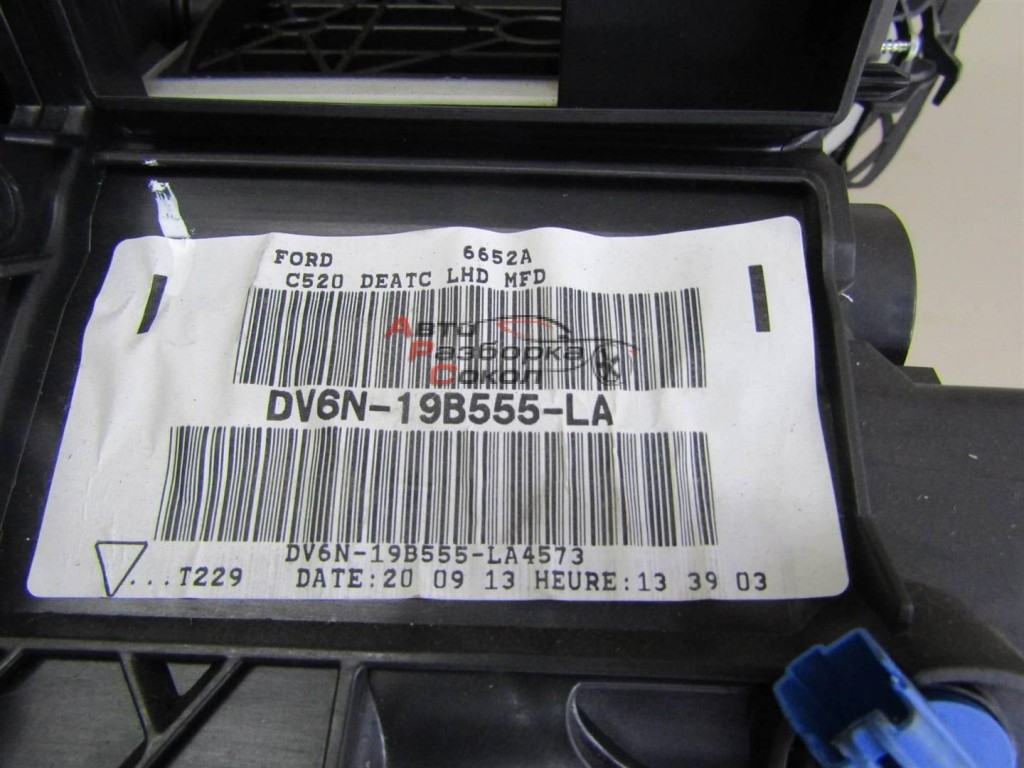 FORD 6652A
C520 DEATC LHD MFD
Авто
Разборка
Сокол
DV6N-19B555-LA
DV6N-19B555-LA4573
...T229 DATE:20 09 13 HEURE:13 39 03